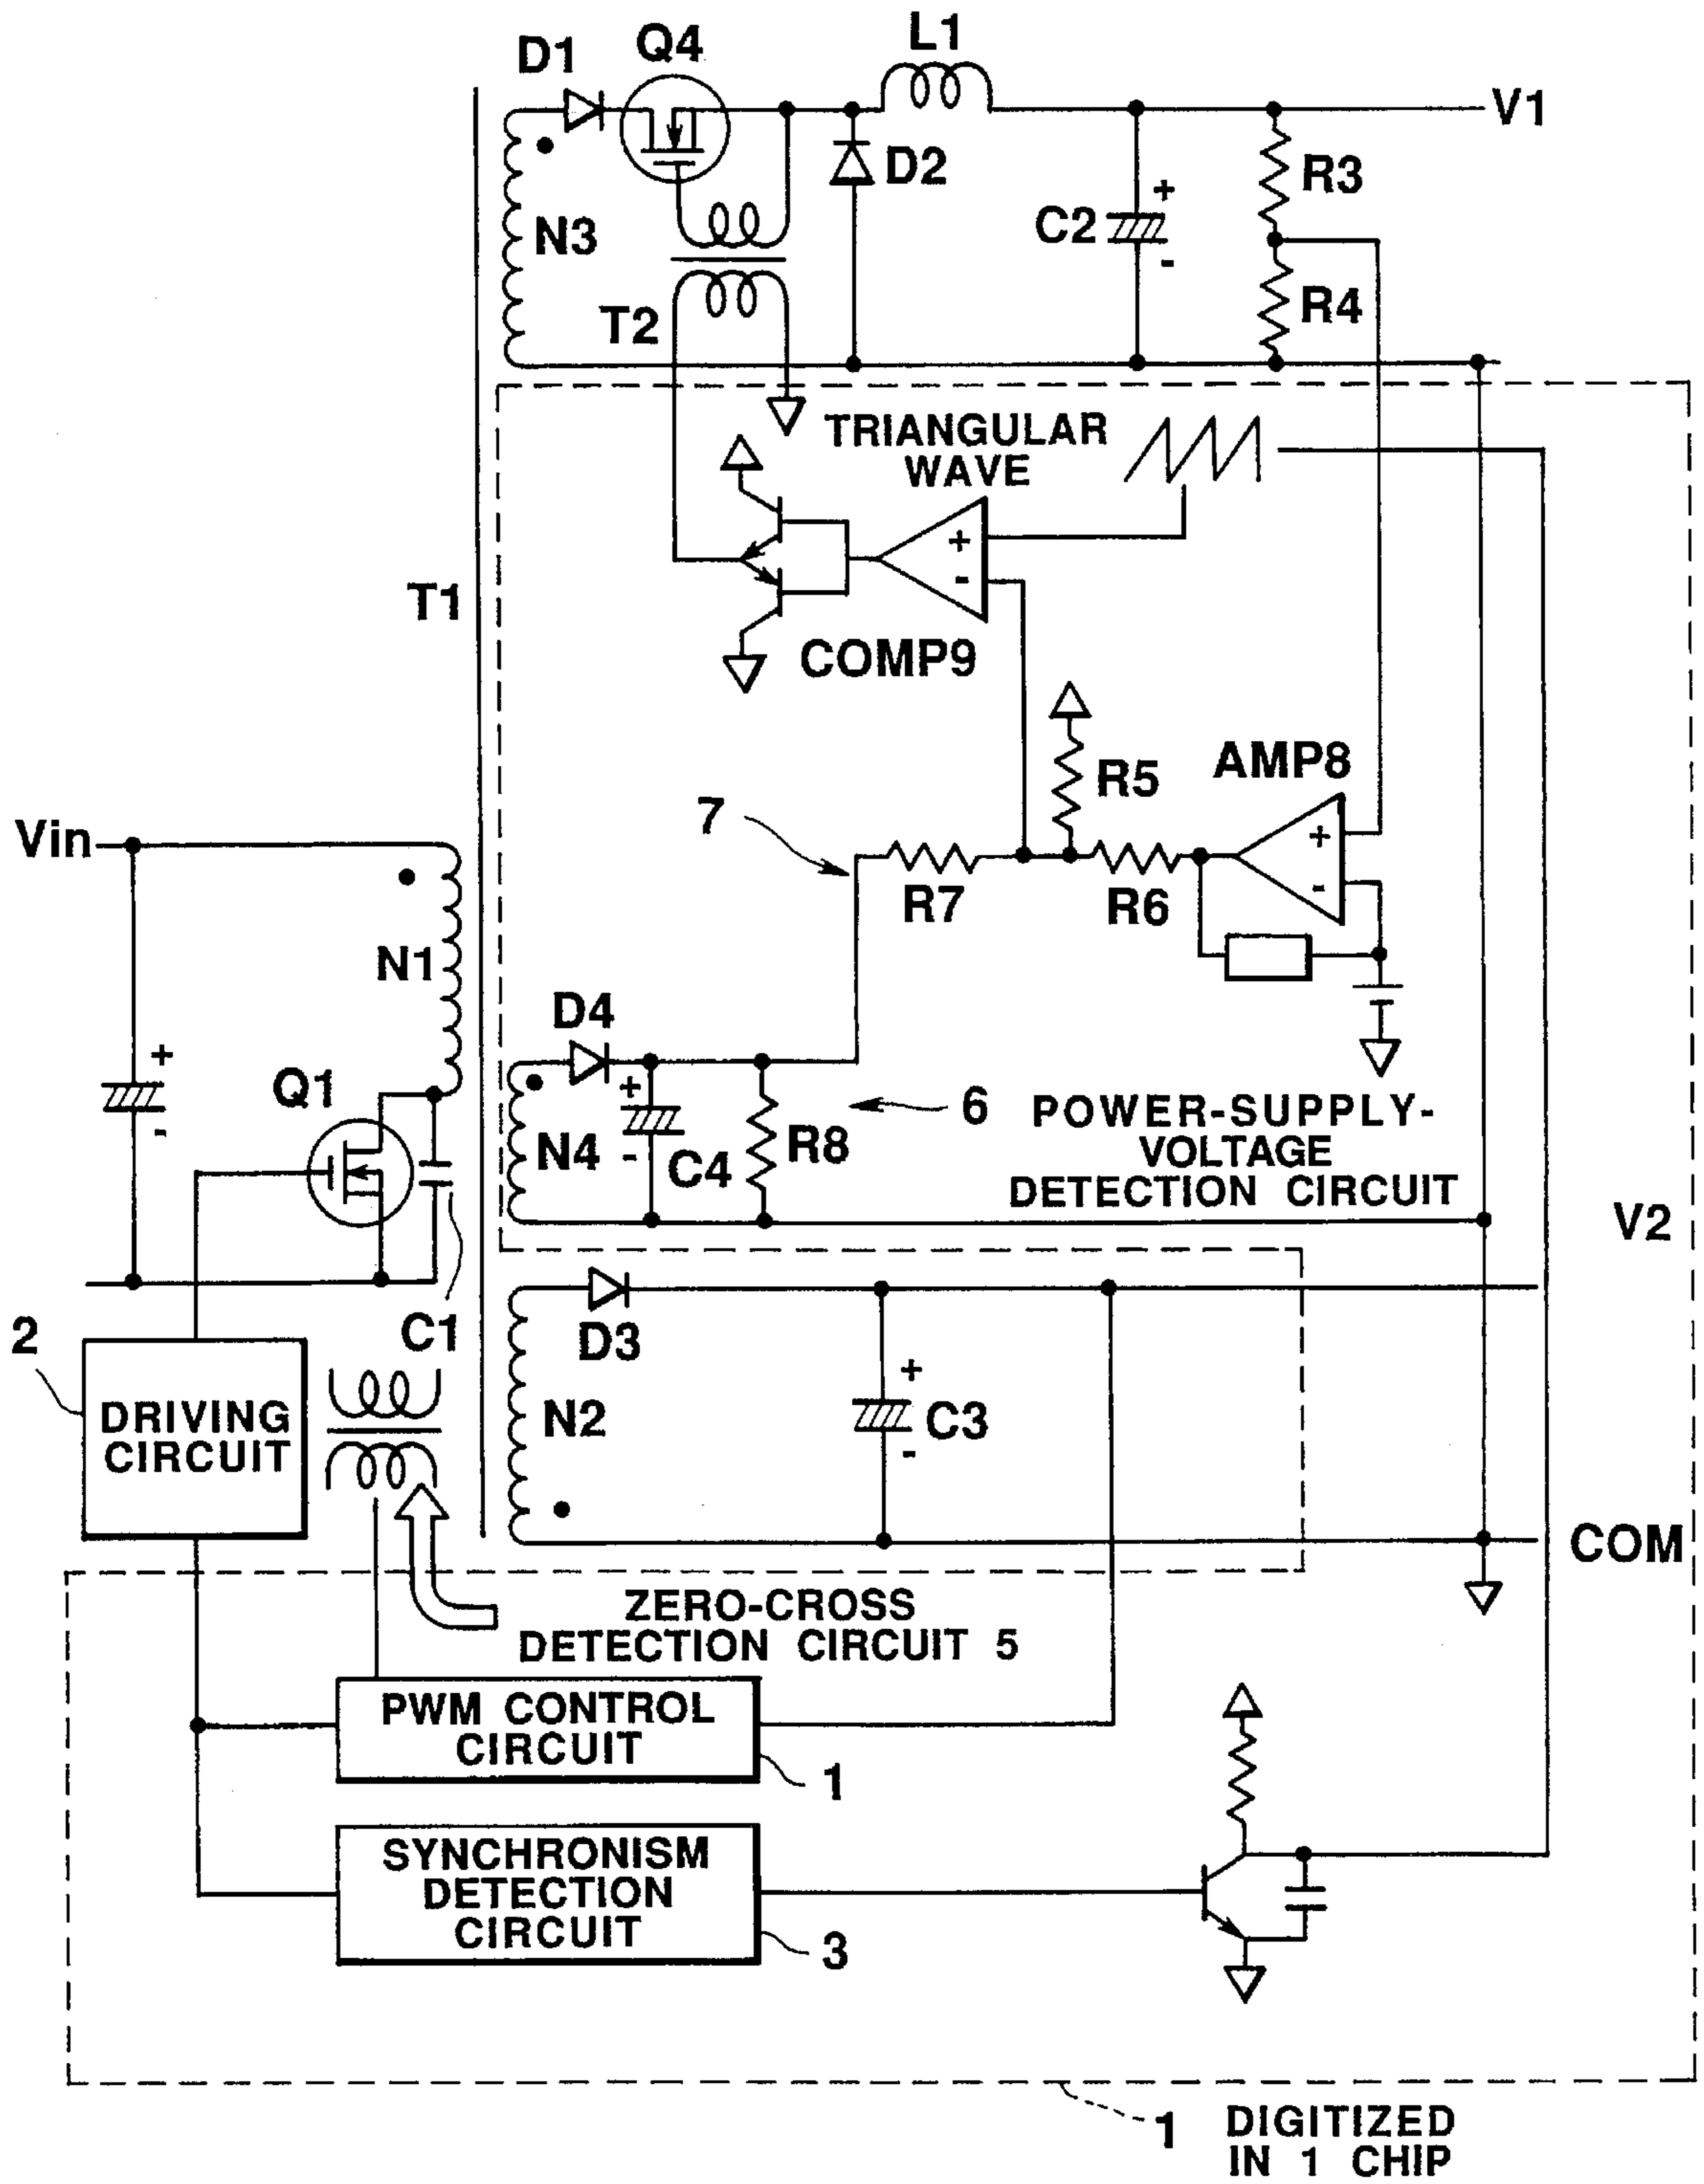 D1
Q4
L1
V1
D2
R3
C2
+
-
N3
R4
T2
TRIANGULAR
WAVE
+
-
T1
COMP9
R5
AMP8
7
+
-
Vin
R7
R6
N1
D4
+
-
Q1
+
-
6
POWER-SUPPLY-
VOLTAGE
DETECTION CIRCUIT
N4
C4
R8
V2
C1
D3
2
DRIVING
CIRCUIT
N2
+
-
C3
COM
ZERO-CROSS
DETECTION CIRCUIT 5
PWM CONTROL
CIRCUIT
1
SYNCHRONISM
DETECTION
CIRCUIT
3
1
DIGITIZED
IN 1 CHIP